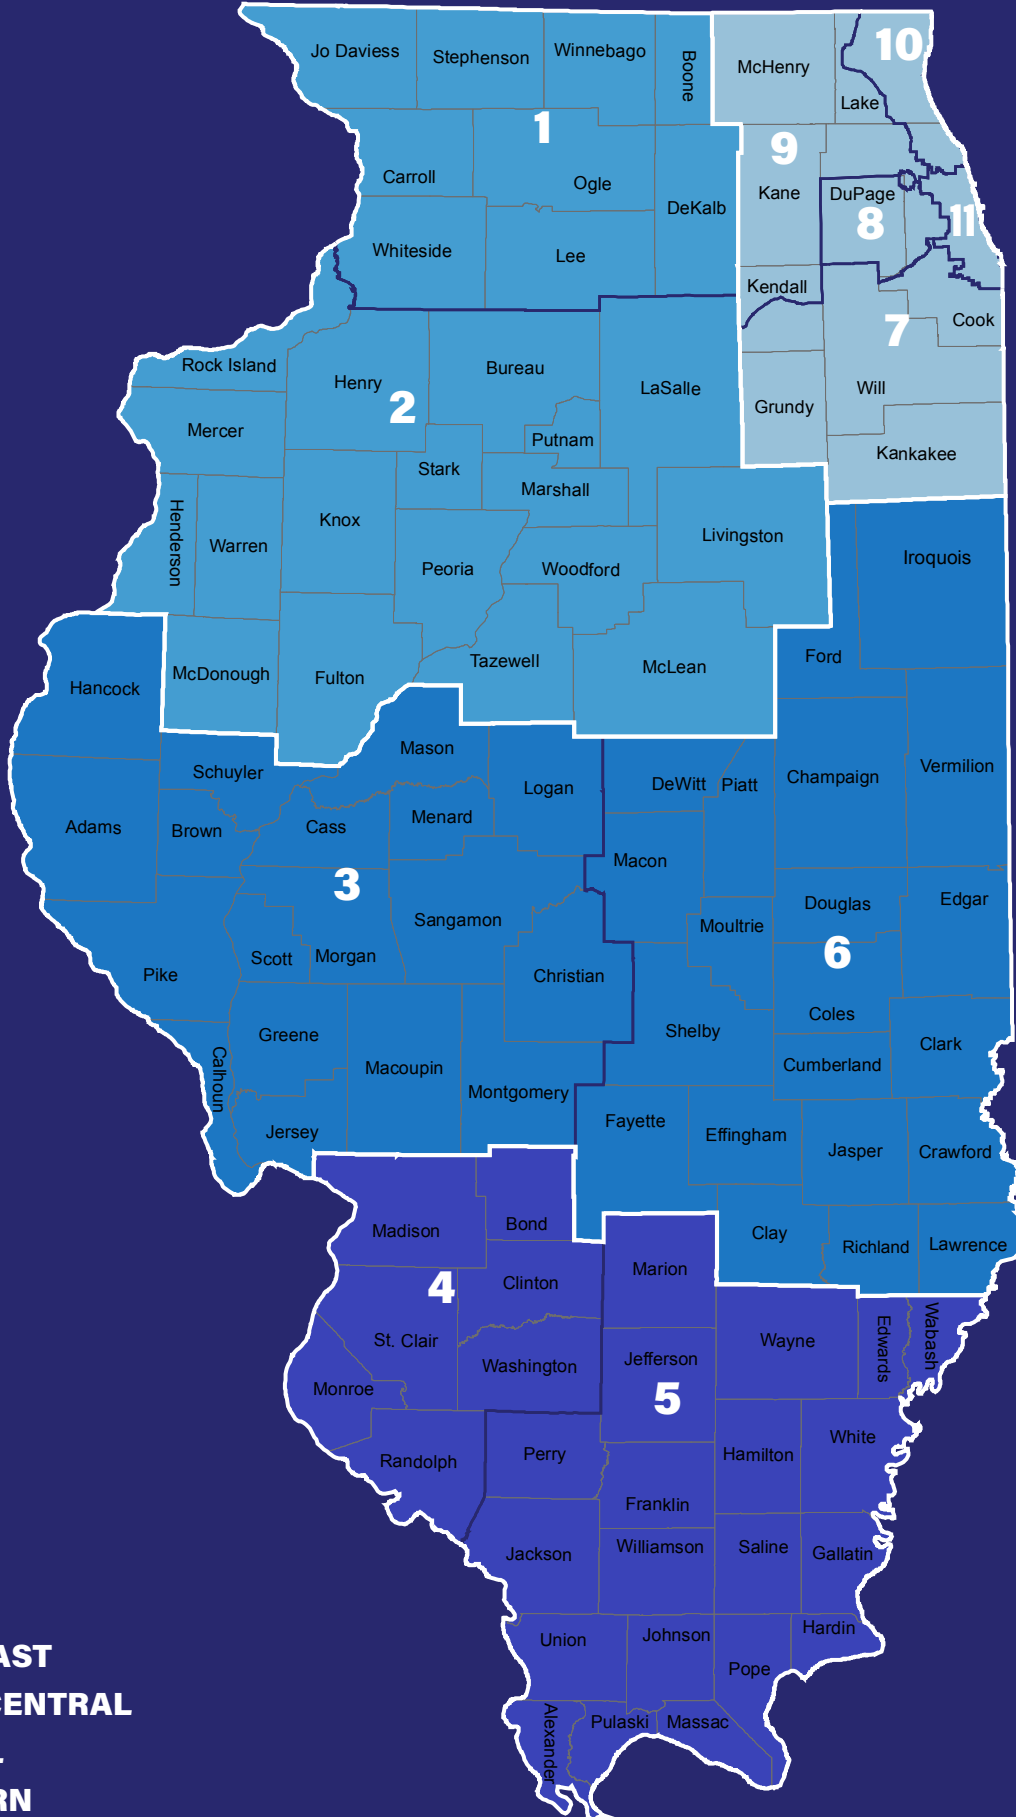 Jo Daviess
Stephenson
Winnebago
Boone
McHenry
10
Lake
1
Carroll
Ogle
DeKalb
9
Kane
DuPage
8
11
Whiteside
Lee
Kendall
7
Cook
Rock Island
Henry
2
Bureau
LaSalle
Grundy
Will
Mercer
Putnam
Kankakee
Stark
Marshall
Henderson
Warren
Knox
Peoria
Woodford
Livingston
Iroquois
McDonough
Fulton
Tazewell
McLean
Ford
Hancock
Mason
Schuyler
Logan
DeWitt
Piatt
Champaign
Vermilion
Adams
Brown
Cass
Menard
Macon
3
Sangamon
Moultrie
Douglas
Edgar
6
Pike
Scott
Morgan
Christian
Coles
Shelby
Clark
Greene
Calhoun
Macoupin
Montgomery
Cumberland
Jersey
Fayette
Effingham
Jasper
Crawford
Madison
Bond
Clay
Richland
Lawrence
4
Clinton
Marion
St. Clair
Washington
Jefferson
Wayne
Edwards
Wabash
Monroe
5
Randolph
Perry
Hamilton
White
Franklin
Jackson
Williamson
Saline
Gallatin
Union
Johnson
Pope
Hardin
Alexander
Pulaski
Massac
AST
ENTRAL
RN